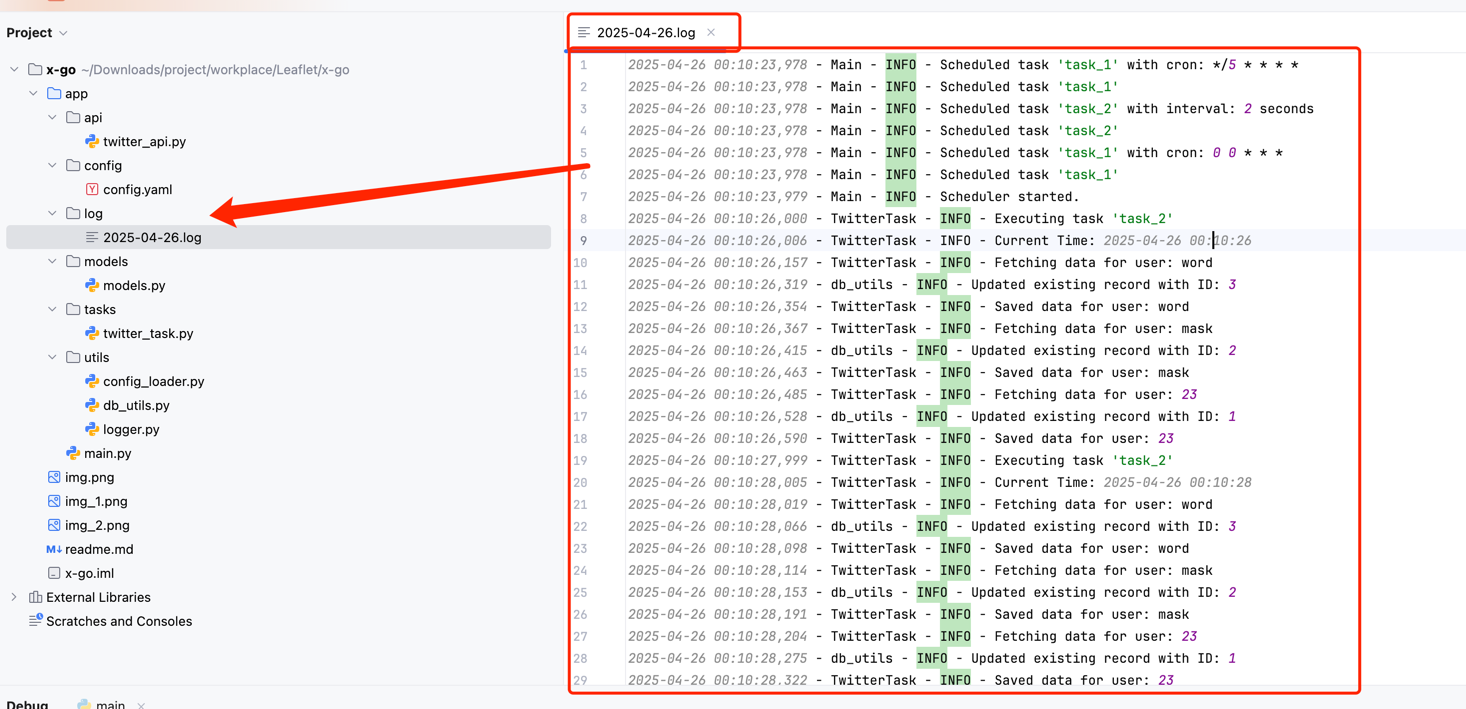 Project
x-go ~/Downloads/project/workplace/Leaflet/x-go
app
api
twitter_api.py
config
config.yaml
log
2025-04-26.log
models
models.py
tasks
twitter_task.py
utils
config_loader.py
db_utils.py
logger.py
main.py
img.png
img_1.png
img_2.png
readme.md
x-go.iml
External Libraries
Scratches and Consoles
2025-04-26.log
1 2025-04-26 00:10:23,978 - Main - INFO - Scheduled task 'task_1' with cron: */5 * * * *
2 2025-04-26 00:10:23,978 - Main - INFO - Scheduled task 'task_1'
3 2025-04-26 00:10:23,978 - Main - INFO - Scheduled task 'task_2' with interval: 2 seconds
4 2025-04-26 00:10:23,978 - Main - INFO - Scheduled task 'task_2'
5 2025-04-26 00:10:23,978 - Main - INFO - Scheduled task 'task_1' with cron: 0 0 * * *
6 2025-04-26 00:10:23,978 - Main - INFO - Scheduled task 'task_1'
7 2025-04-26 00:10:23,979 - Main - INFO - Scheduler started.
8 2025-04-26 00:10:26,000 - TwitterTask - INFO - Executing task 'task_2'
9 2025-04-26 00:10:26,006 - TwitterTask - INFO - Current Time: 2025-04-26 00:10:26
10 2025-04-26 00:10:26,157 - TwitterTask - INFO - Fetching data for user: word
11 2025-04-26 00:10:26,319 - db_utils - INFO - Updated existing record with ID: 3
12 2025-04-26 00:10:26,354 - TwitterTask - INFO - Saved data for user: word
13 2025-04-26 00:10:26,367 - TwitterTask - INFO - Fetching data for user: mask
14 2025-04-26 00:10:26,415 - db_utils - INFO - Updated existing record with ID: 2
15 2025-04-26 00:10:26,463 - TwitterTask - INFO - Saved data for user: mask
16 2025-04-26 00:10:26,485 - TwitterTask - INFO - Fetching data for user: 23
17 2025-04-26 00:10:26,528 - db_utils - INFO - Updated existing record with ID: 1
18 2025-04-26 00:10:26,590 - TwitterTask - INFO - Saved data for user: 23
19 2025-04-26 00:10:27,999 - TwitterTask - INFO - Executing task 'task_2'
20 2025-04-26 00:10:28,005 - TwitterTask - INFO - Current Time: 2025-04-26 00:10:28
21 2025-04-26 00:10:28,019 - TwitterTask - INFO - Fetching data for user: word
22 2025-04-26 00:10:28,066 - db_utils - INFO - Updated existing record with ID: 3
23 2025-04-26 00:10:28,098 - TwitterTask - INFO - Saved data for user: word
24 2025-04-26 00:10:28,114 - TwitterTask - INFO - Fetching data for user: mask
25 2025-04-26 00:10:28,153 - db_utils - INFO - Updated existing record with ID: 2
26 2025-04-26 00:10:28,191 - TwitterTask - INFO - Saved data for user: mask
27 2025-04-26 00:10:28,204 - TwitterTask - INFO - Fetching data for user: 23
28 2025-04-26 00:10:28,275 - db_utils - INFO - Updated existing record with ID: 1
29 2025-04-26 00:10:28,322 - TwitterTask - INFO - Saved data for user: 23
Debug main